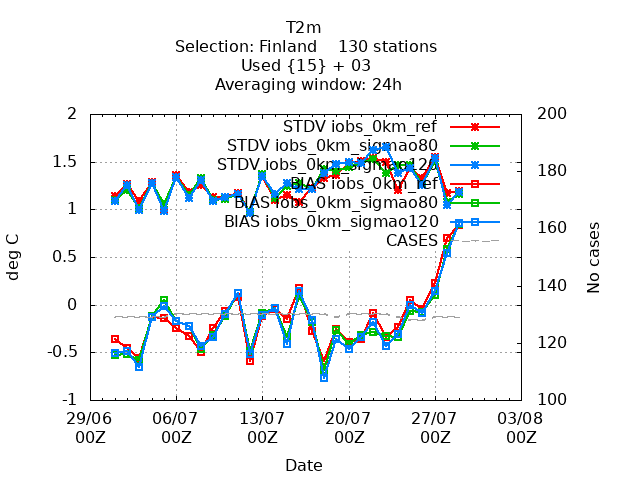 T2m
Selection: Finland 130 stations
Used {15} + 03
Averaging window: 24h
2
1.5
1
0.5
0
-0.5
-1
deg C
200
180
160
140
120
100
No cases
STDV iobs_0km_ref
STDV iobs_0km_sigmao80
STDV iobs_0km_sigmao120
BIAS iobs_0km_ref
BIAS iobs_0km_sigmao80
BIAS iobs_0km_sigmao120
CASES
29/06 06/07 13/07 20/07 27/07 03/08
00Z 00Z 00Z 00Z 00Z 00Z
Date